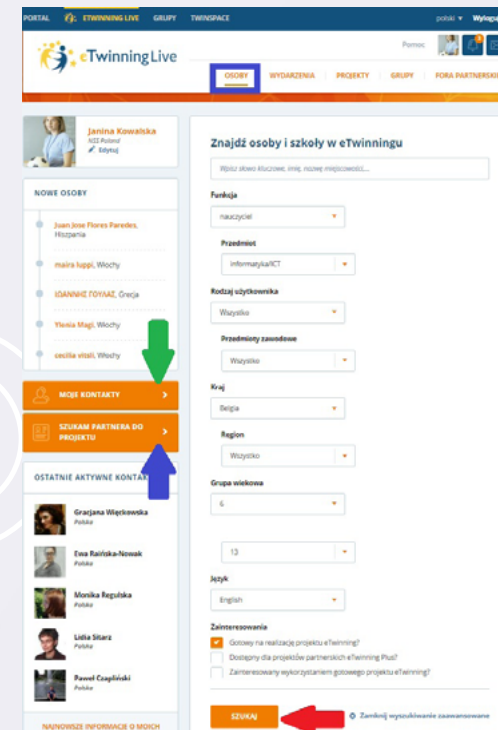 PORTAL ETWINNING LIVE GRUPY TWINSPACE polski Wyloguj
Pomoc
eTwinning Live
OSOBY WYDARZENIA PROJEKTY GRUPY FORA PARTNERSKIE
Janina Kowalska
NSS Poland
Edytuj
NOWE OSOBY
Juan Jose Flores Paredes,
Hiszpania
maira luppi, Włochy
ΙΩΑΝΝΗΣ ΓΟΥΛΑΣ, Grecja
Ylenia Magi, Włochy
cecilia vitali, Włochy
MOJE KONTAKTY
SZUKAM PARTNERA DO
PROJEKTU
OSTATNIE AKTYWNE KONTAKTY
Gracjana Więckowska
Polska
Ewa Raińska-Nowak
Polska
Monika Regulska
Polska
Lidia Sitarz
Polska
Paweł Czapliński
Polska
NAJNOWSZE INFORMACJE O MOICH
Znajdź osoby i szkoły w eTwinningu
Wpisz słowo kluczowe, imię, nazwę miejscowości,...
Funkcja
nauczyciel
Przedmiot
informatyka/ICT
Rodzaj użytkownika
Wszystko
Przedmioty zawodowe
Wszystko
Kraj
Belgia
Region
Wszystko
Grupa wiekowa
6
13
Język
English
Zainteresowania
Gotowy na realizację projektu eTwinning?
Dostępny dla projektów partnerskich eTwinning Plus?
Zainteresowany wykorzystaniem gotowego projektu eTwinning?
SZUKAJ
Zamknij wyszukiwanie zaawansowane